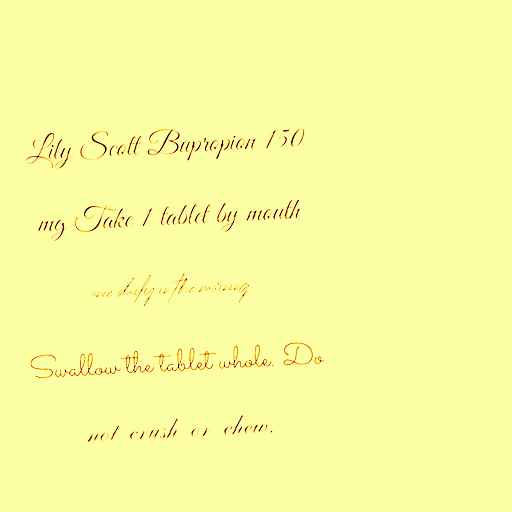 Lily Scott Bupropion 150
mg Take 1 tablet by mouth
once daily in the morning
Swallow the tablet whole. Do
not crush or chew.